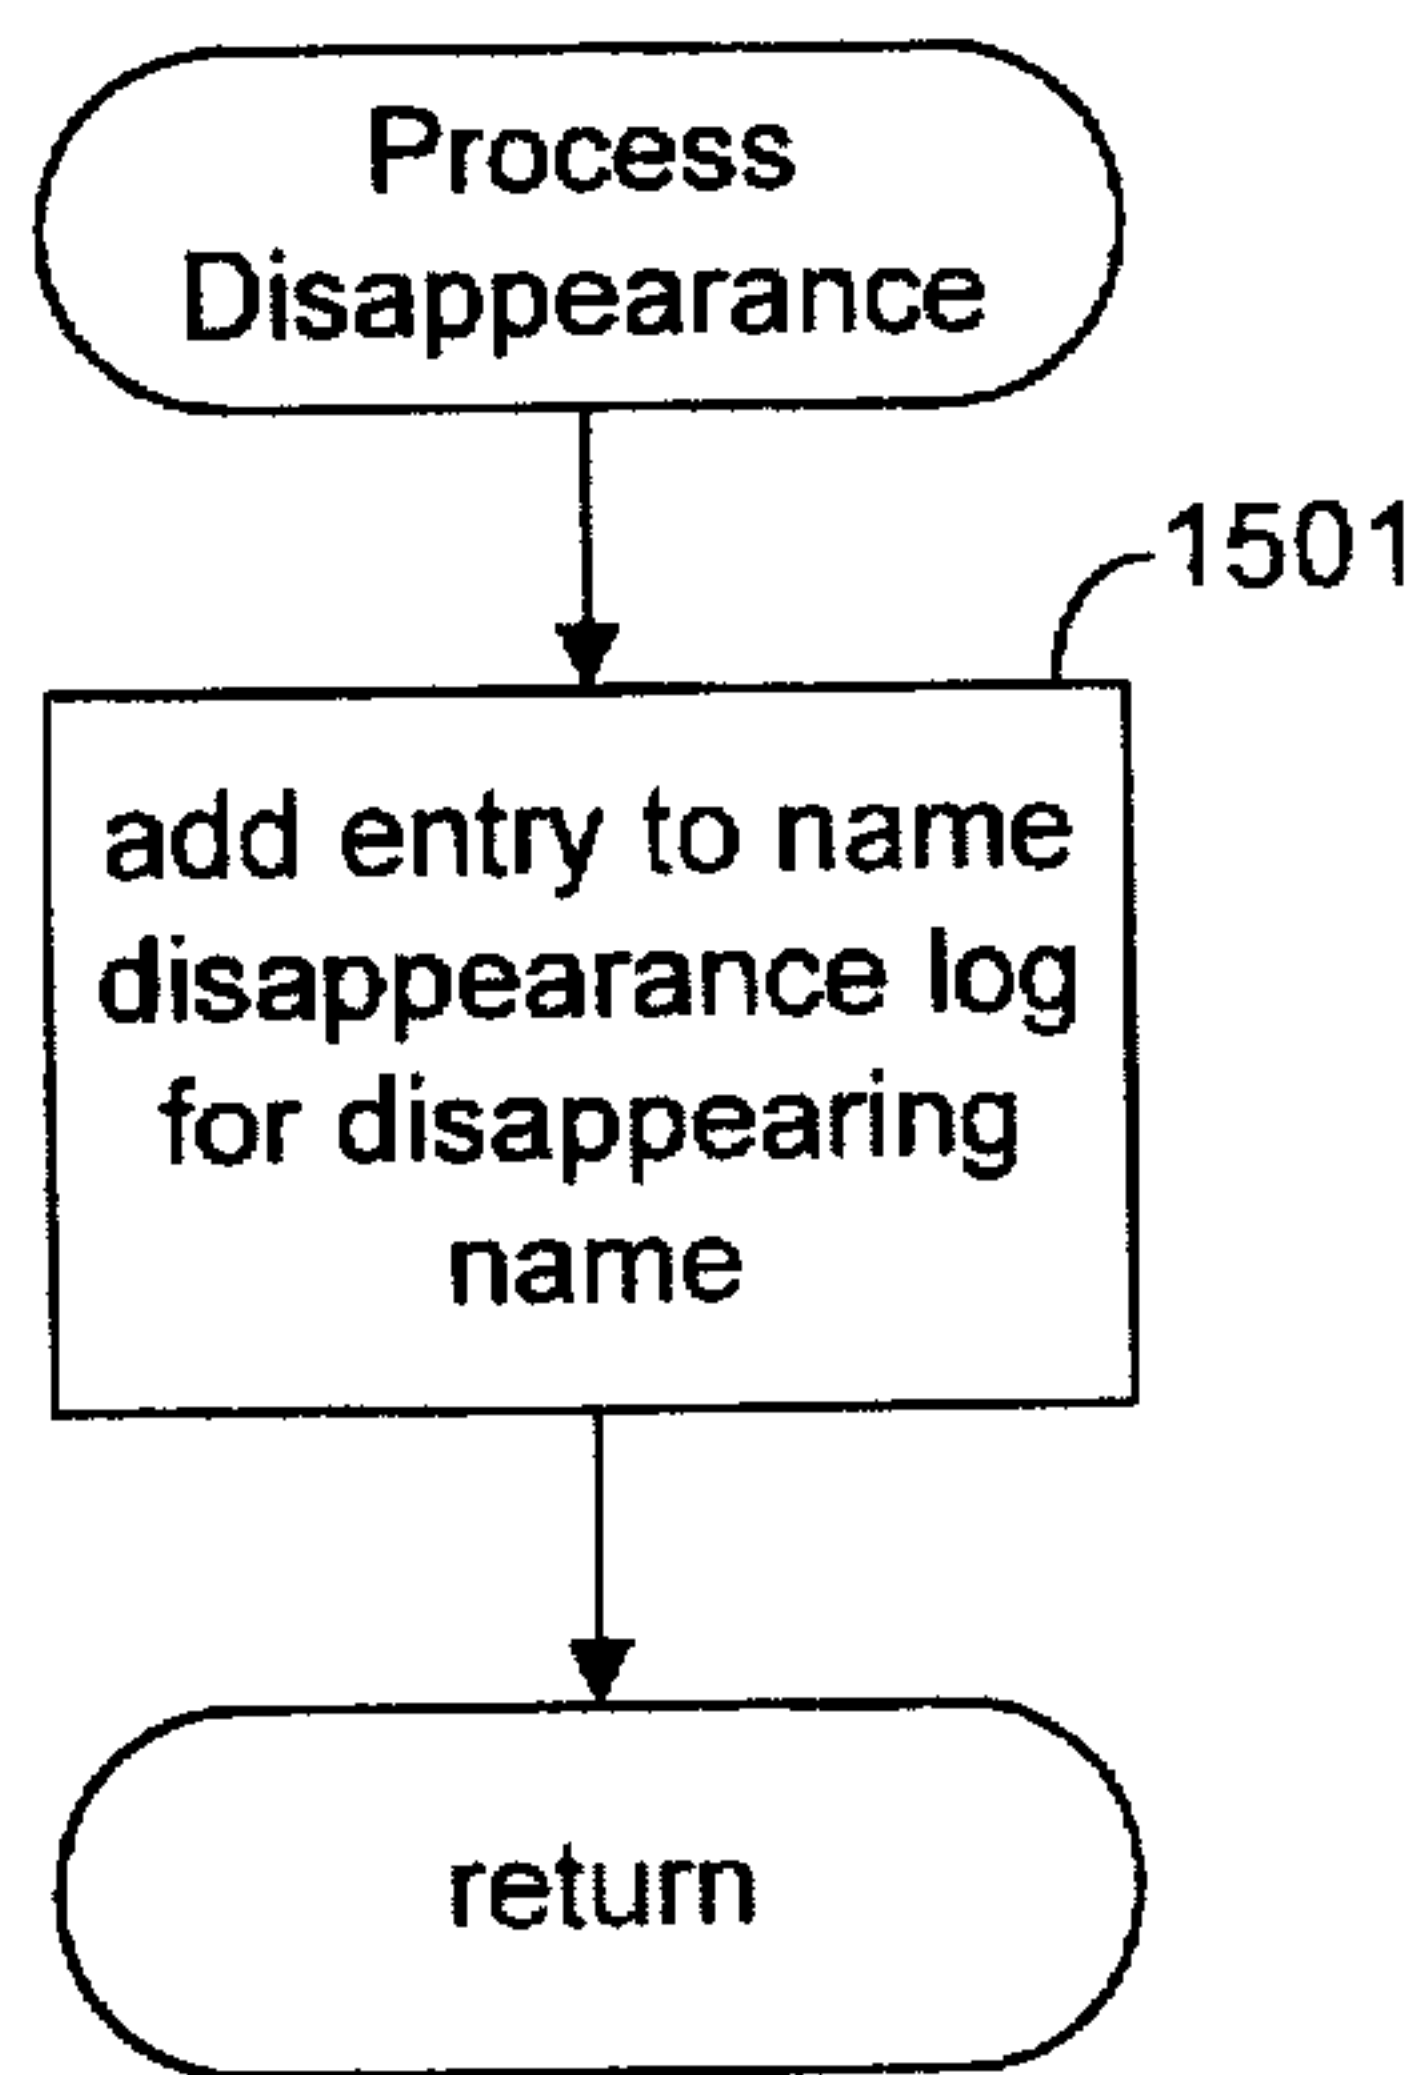 Process
Disappearance
1501
add entry to name
disappearance log
for disappearing
name
return